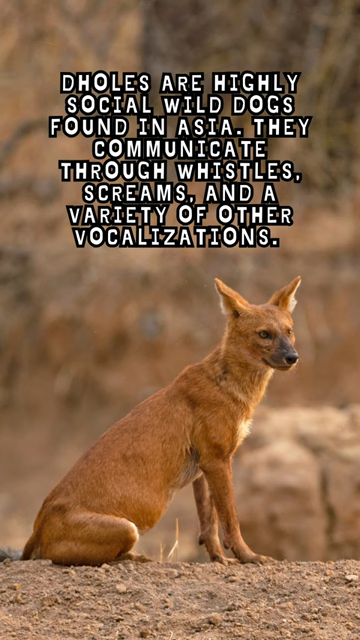 DHOLES ARE HIGHLY
SOCIAL WILD DOGS
FOUND IN ASIA. THEY
COMMUNICATE
THROUGH WHISTLES,
SCREAMS, AND A
VARIETY OF OTHER
VOCALIZATIONS.